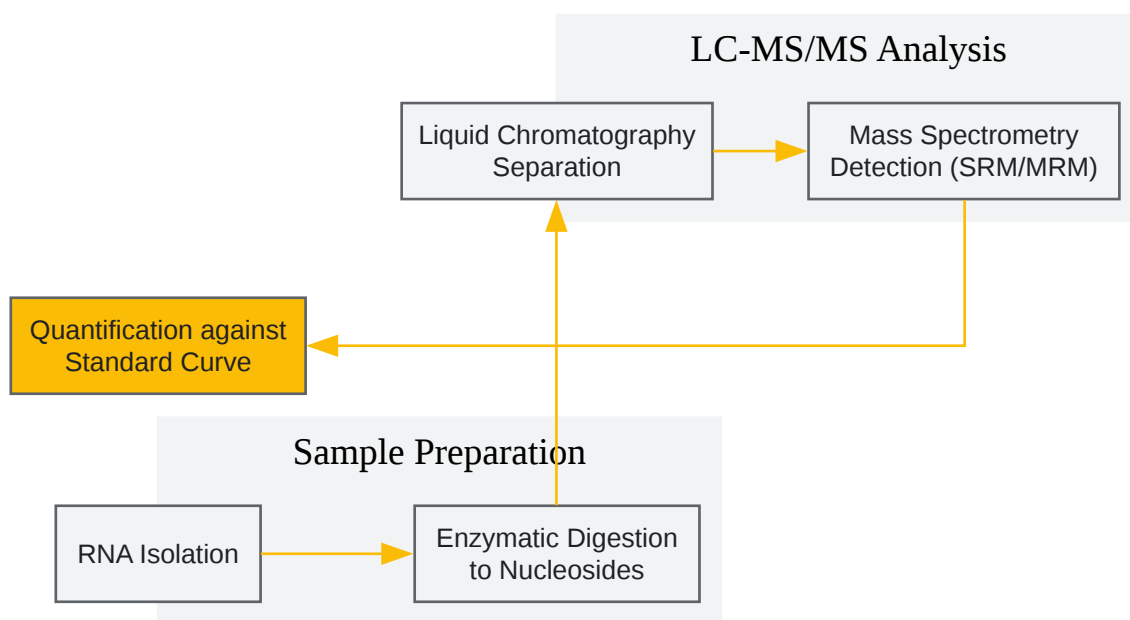 LC-MS/MS Analysis
Liquid Chromatography
Separation
Mass Spectrometry
Detection (SRM/MRM)
Quantification against
Standard Curve
Sample Preparation
RNA Isolation
Enzymatic Digestion
to Nucleosides